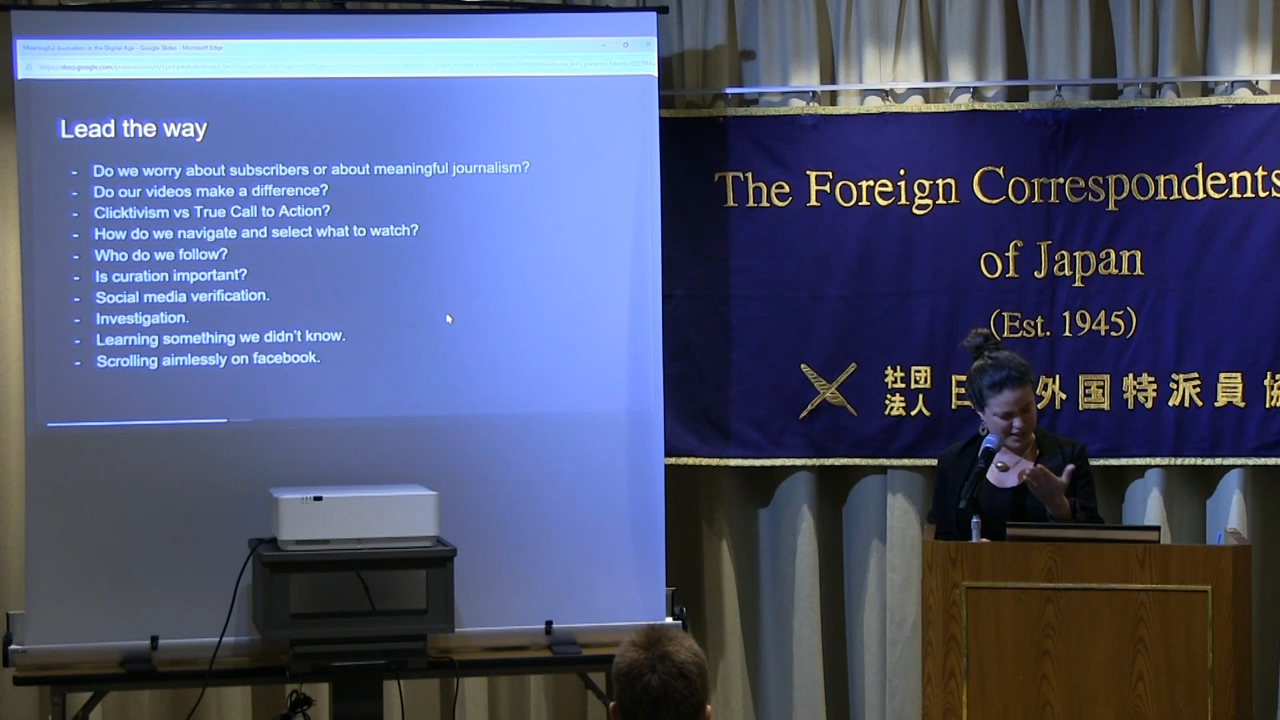 Meaningful Journalism in the Digital Age - Google Slides - Microsoft Edge
Lead the way
- Do we worry about subscribers or about meaningful journalism?
- Do our videos make a difference?
- Clicktivism vs True Call to Action?
- How do we navigate and select what to watch?
- Who do we follow?
- Is curation important?
- Social media verification.
- Investigation.
- Learning something we didn't know.
- Scrolling aimlessly on facebook.
The Foreign Correspondents
of Japan
(Est. 1945)
社団
法人
日 外国特派員協